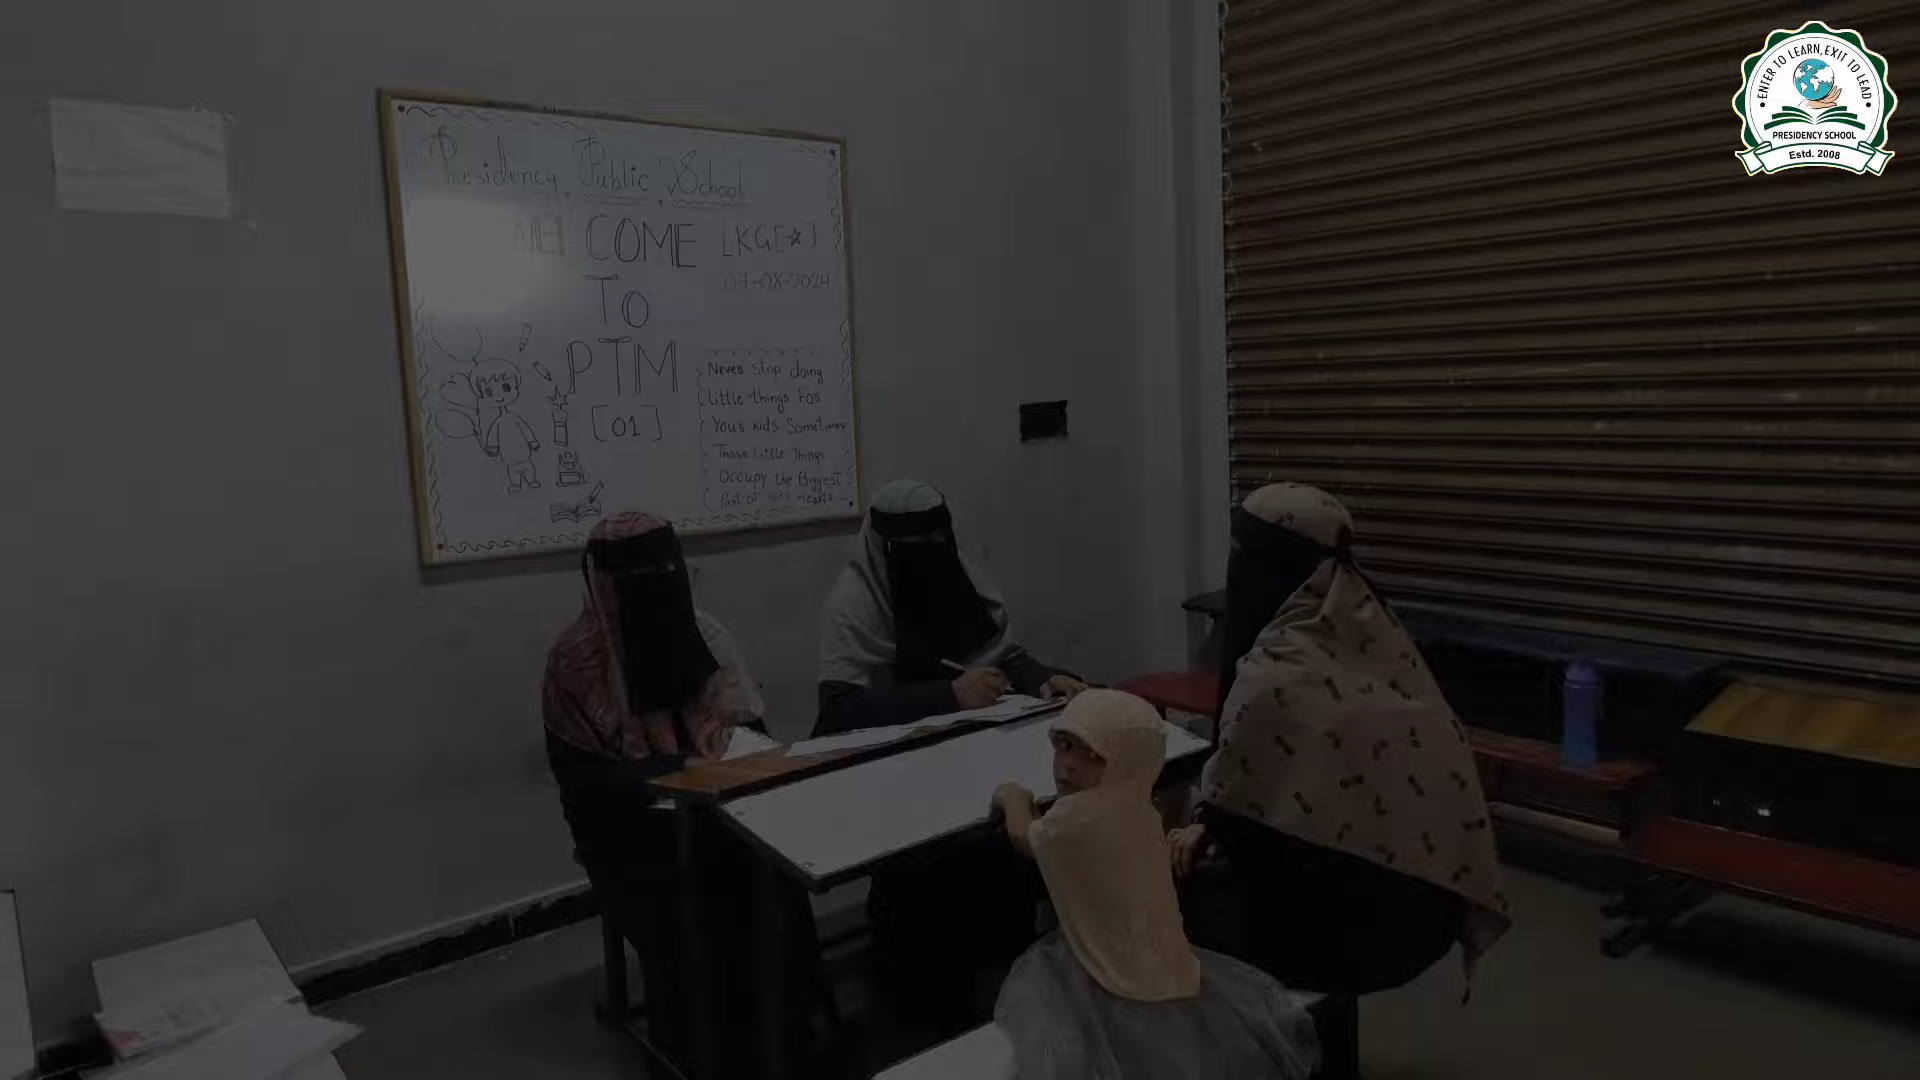 Presidency Public School
WELCOME
TO
PTM
[01]
LKG[☆]
07-08-2024
Never stop doing
little things For
Your kids Sometimes
Those Little Things
Occupy the Biggest
Part of
Hearts
ENTER TO LEARN, EXIT TO LEAD
PRESIDENCY SCHOOL
Estd. 2008